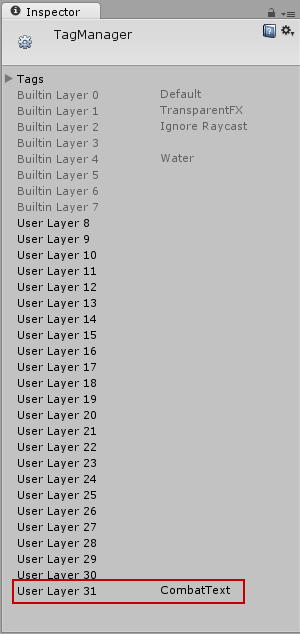 Inspector
TagManager
Tags
Builtin Layer 0 Default
Builtin Layer 1 TransparentFX
Builtin Layer 2 Ignore Raycast
Builtin Layer 3
Builtin Layer 4 Water
Builtin Layer 5
Builtin Layer 6
Builtin Layer 7
User Layer 8
User Layer 9
User Layer 10
User Layer 11
User Layer 12
User Layer 13
User Layer 14
User Layer 15
User Layer 16
User Layer 17
User Layer 18
User Layer 19
User Layer 20
User Layer 21
User Layer 22
User Layer 23
User Layer 24
User Layer 25
User Layer 26
User Layer 27
User Layer 28
User Layer 29
User Layer 30
User Layer 31 CombatText